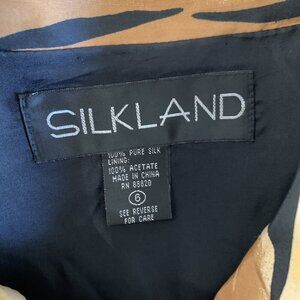 SILKLAND
100% PURE SILK
LINING:
100% ACETATE
MADE IN CHINA
RN 88820
6
SEE REVERSE
FOR CARE